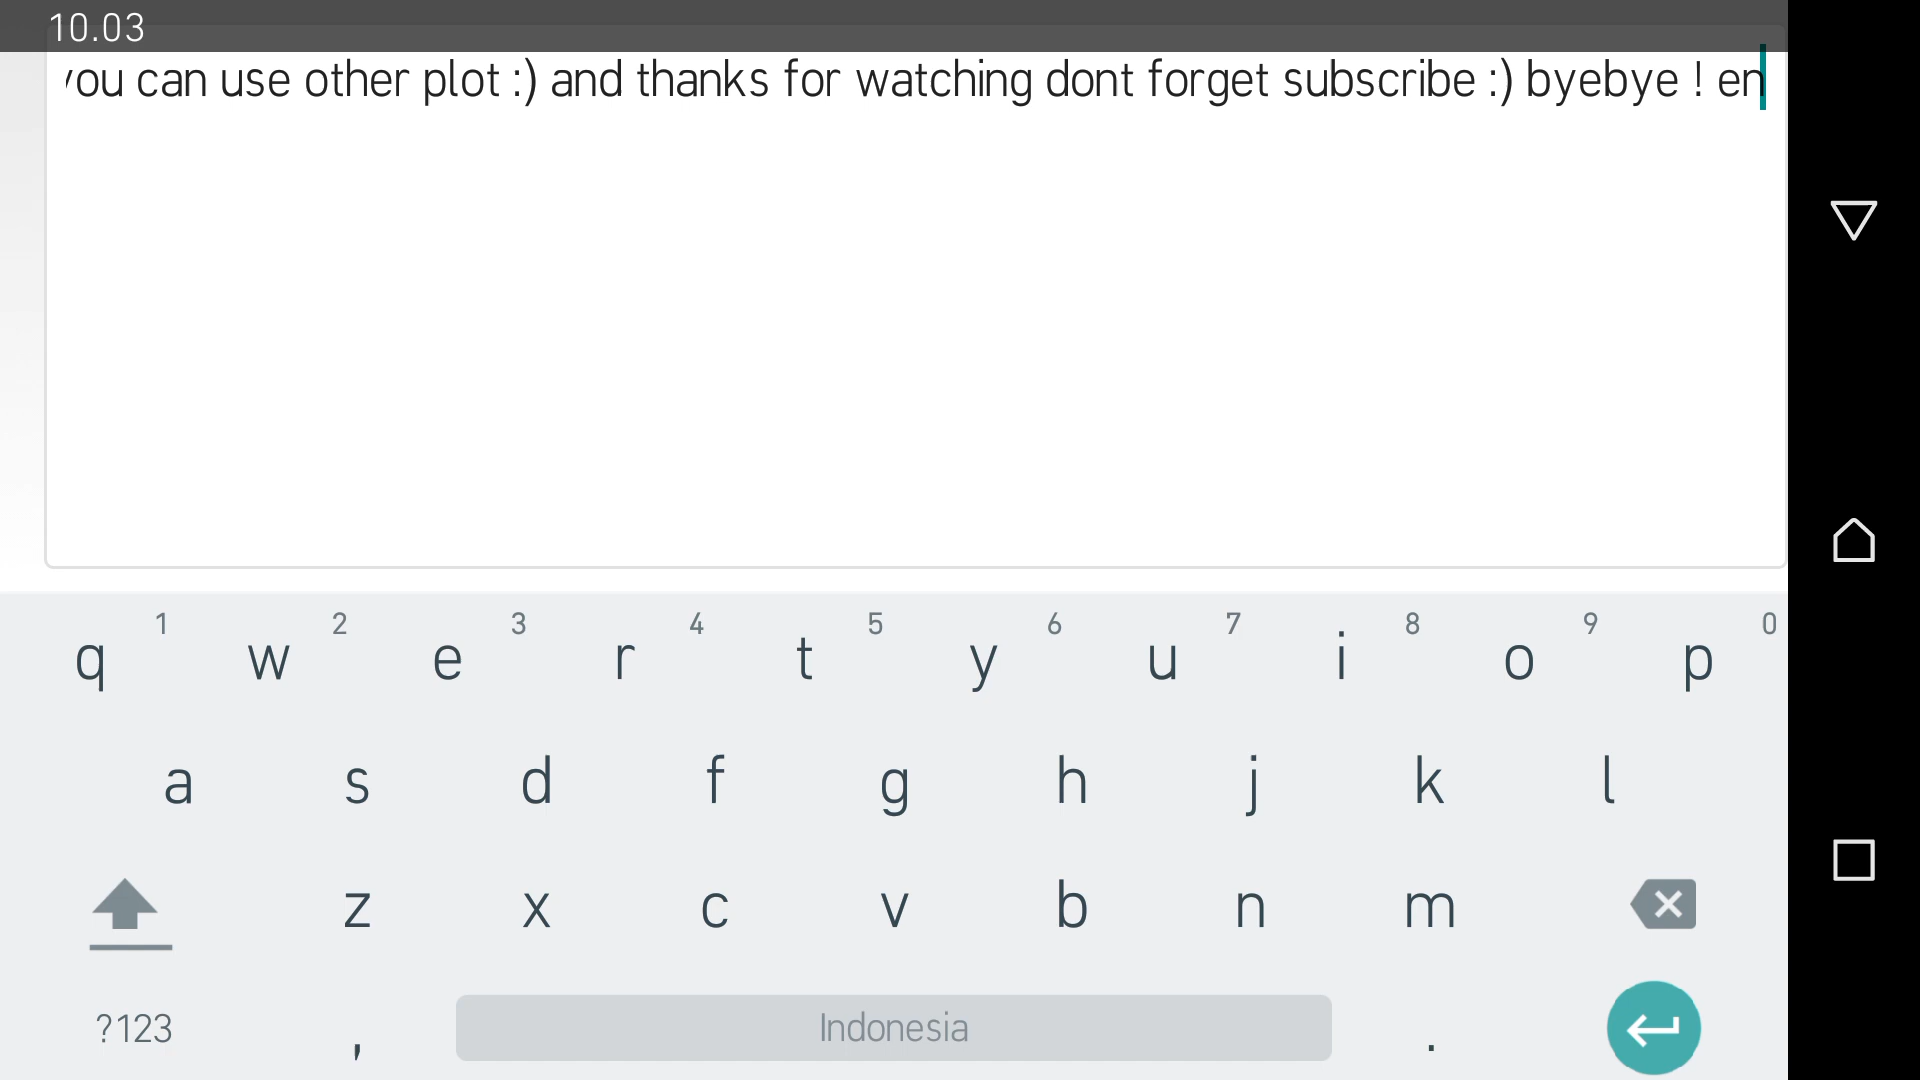 10.03
you can use other plot :) and thanks for watching dont forget subscribe :) byebye ! en
q 1 w 2 e 3 r 4 t 5 y 6 u 7 i 8 o 9 p 0
a s d f g h j k l
z x c v b n m
?123 , Indonesia .